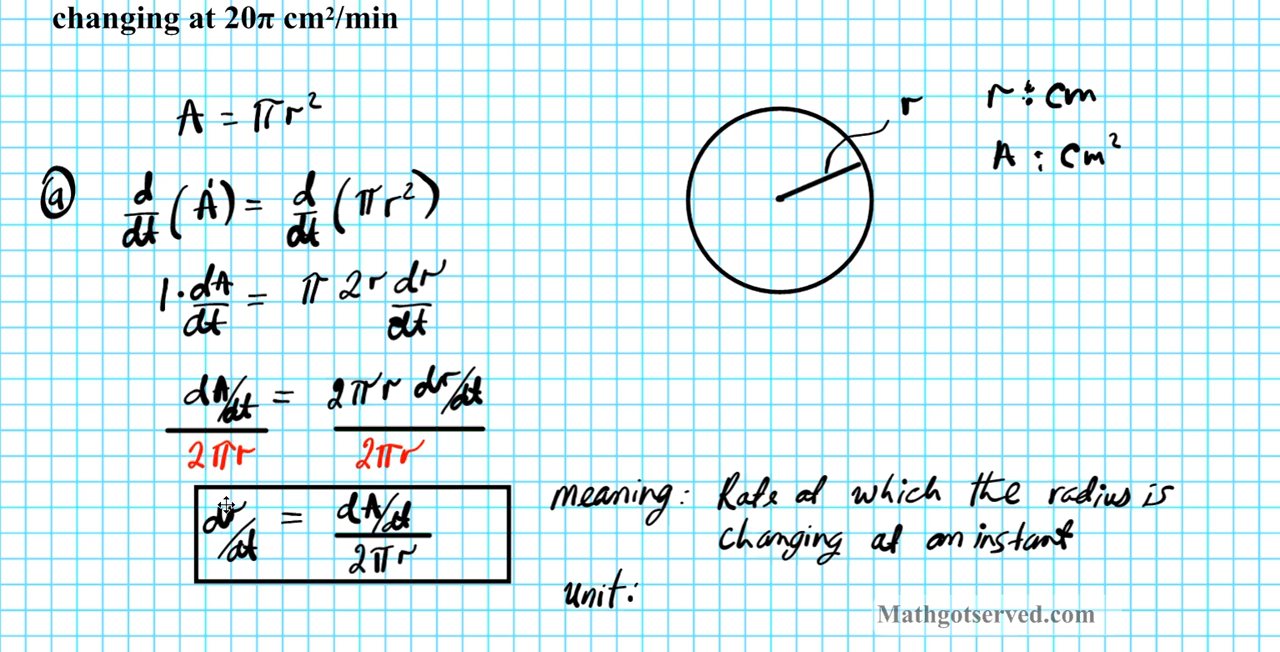 changing at 20π cm²/min
A = πr²
r : cm
A : cm²
r
ⓐ d/dt (A) = d/dt (πr²)
1 · dA/dt = π 2r dr/dt
dA/dt / 2πr = 2πr dr/dt / 2πr
dr/dt = dA/dt / 2πr
meaning: Rate at which the radius is
changing at an instant
unit:
Mathgotserved.com